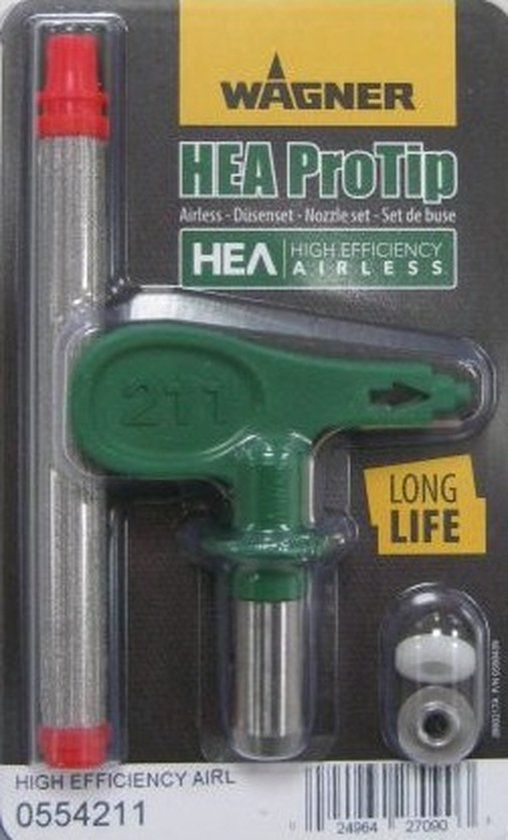 WAGNER
HEA ProTip
Airless - Düsenset - Nozzle set - Set de buse
HEA HIGH EFFICIENCY
AIRLESS
211
LONG
LIFE
HIGH EFFICIENCY AIRL
0554211
24964 27090